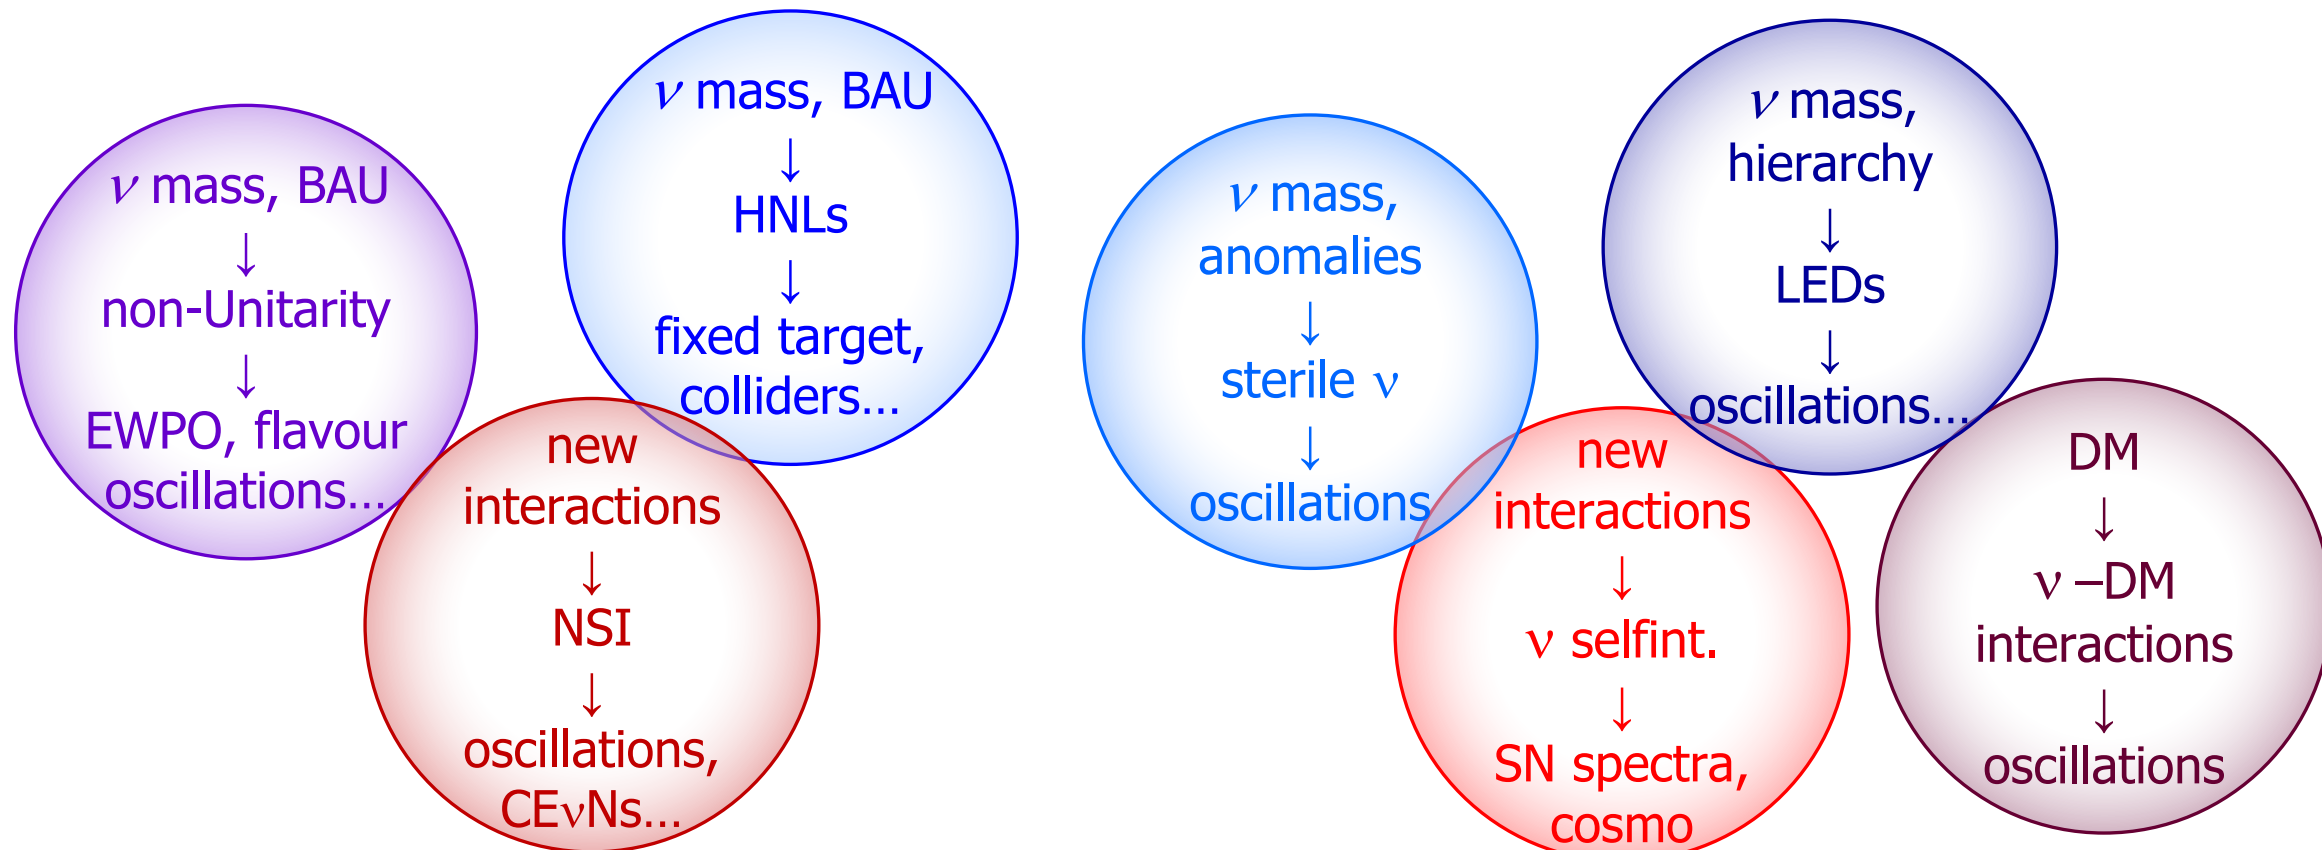 ν mass, BAU
↓
non-Unitarity
↓
EWPO, flavour
oscillations...
ν mass, BAU
↓
HNLs
↓
fixed target,
colliders...
new
interactions
↓
NSI
↓
oscillations,
CEνNs...
ν mass,
anomalies
↓
sterile ν
↓
oscillations
ν mass,
hierarchy
↓
LEDs
↓
oscillations...
new
interactions
↓
ν selfint.
↓
SN spectra,
cosmo
DM
↓
ν –DM
interactions
↓
oscillations